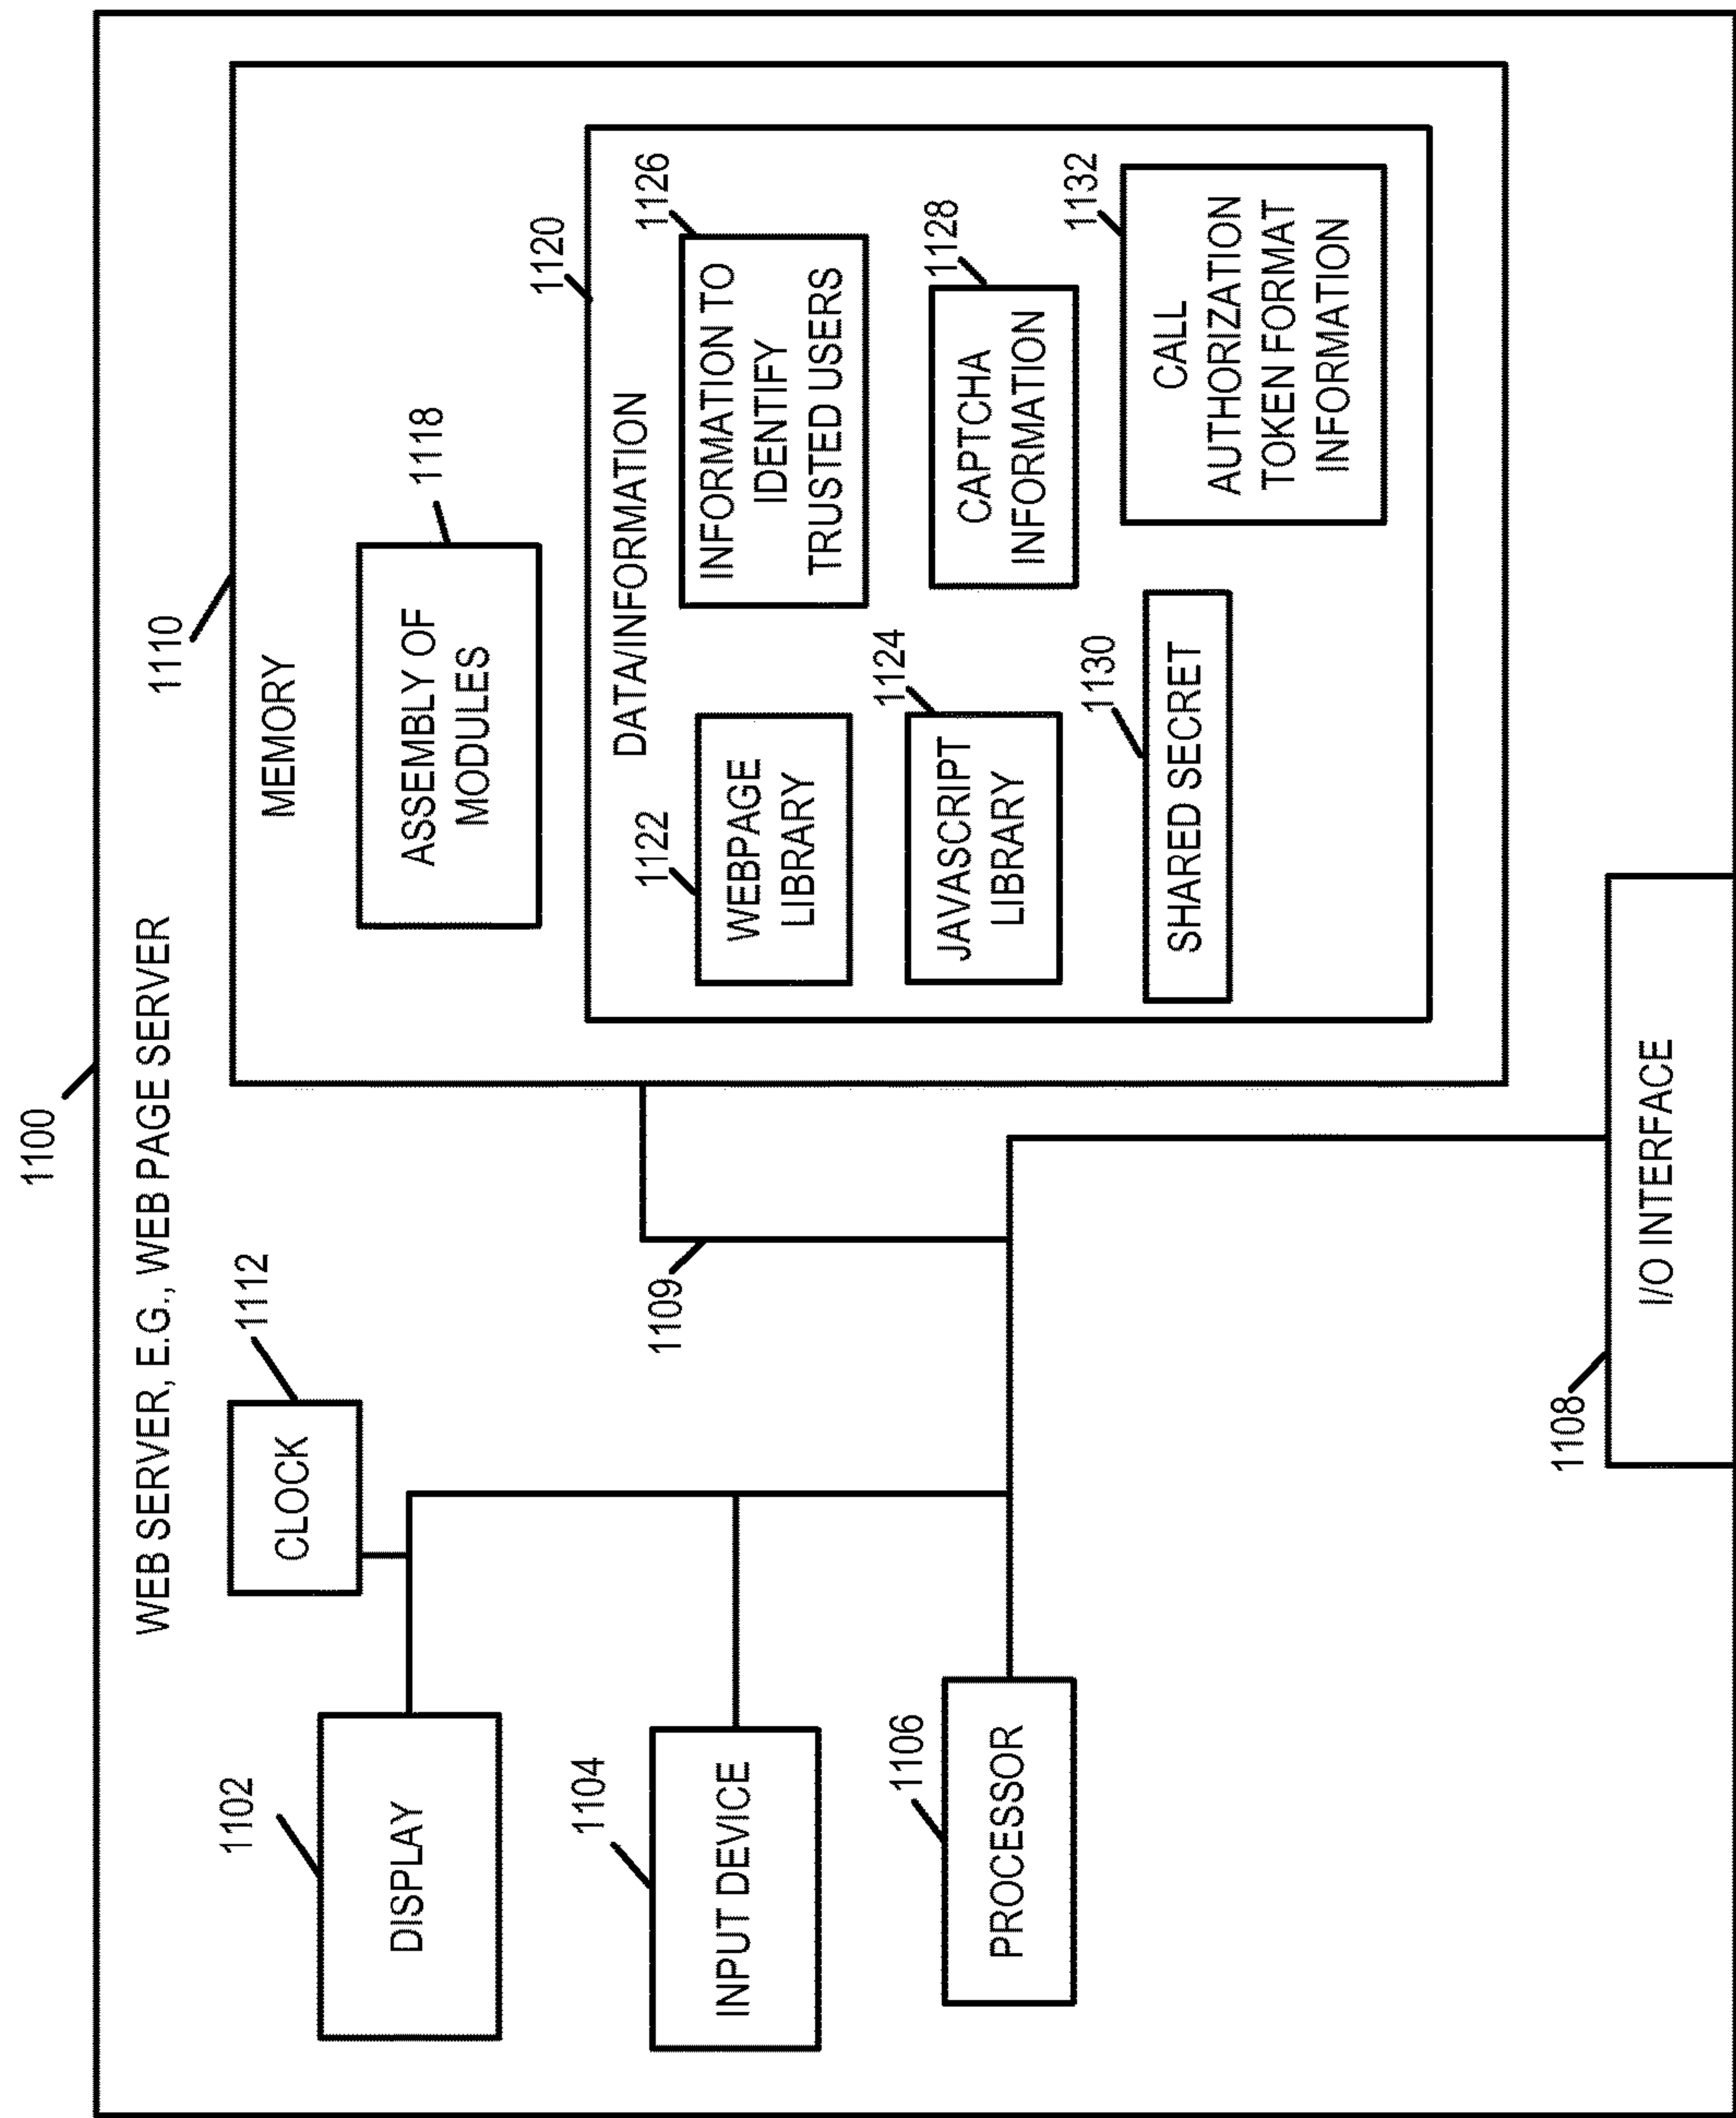 1100
WEB SERVER, E.G., WEB PAGE SERVER
1102
DISPLAY
1112
CLOCK
1104
INPUT DEVICE
1106
PROCESSOR
1109
1108
I/O INTERFACE
1110
MEMORY
1118
ASSEMBLY OF
MODULES
1120
DATA/INFORMATION
1122
WEBPAGE
LIBRARY
1126
INFORMATION TO
IDENTIFY
TRUSTED USERS
1124
JAVASCRIPT
LIBRARY
1128
CAPTCHA
INFORMATION
1130
SHARED SECRET
1132
CALL
AUTHORIZATION
TOKEN FORMAT
INFORMATION